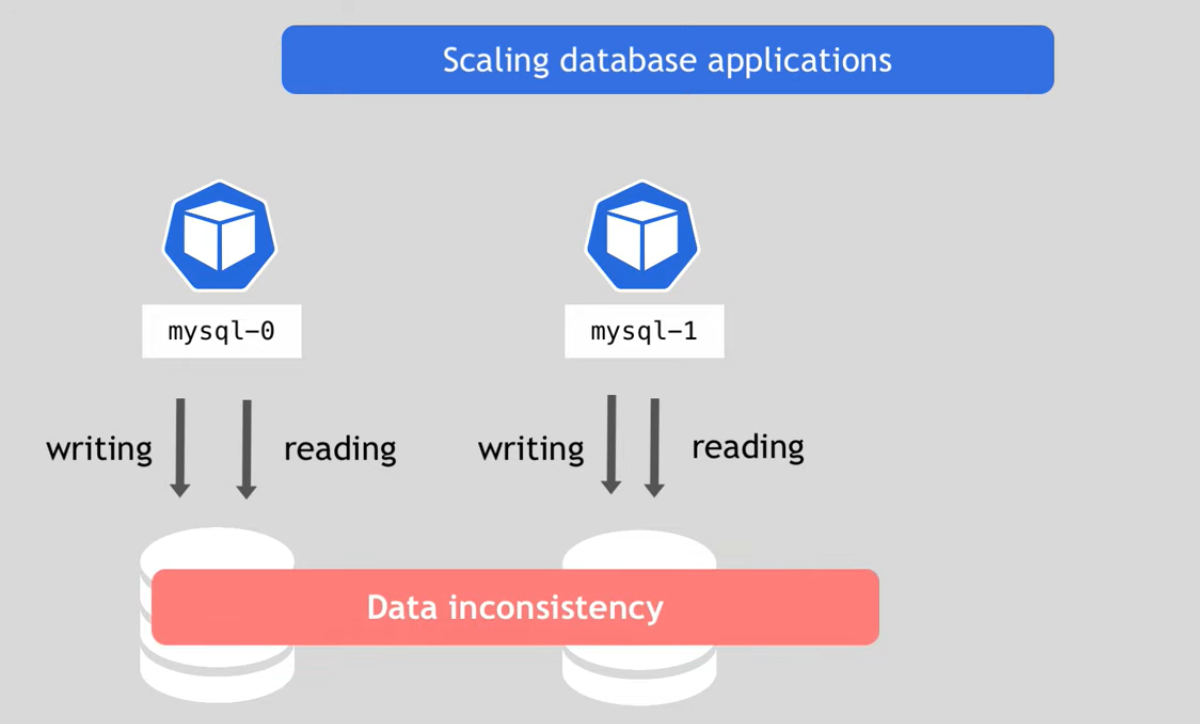 Scaling database applications
mysql-0
mysql-1
writing
reading
writing
reading
Data inconsistency